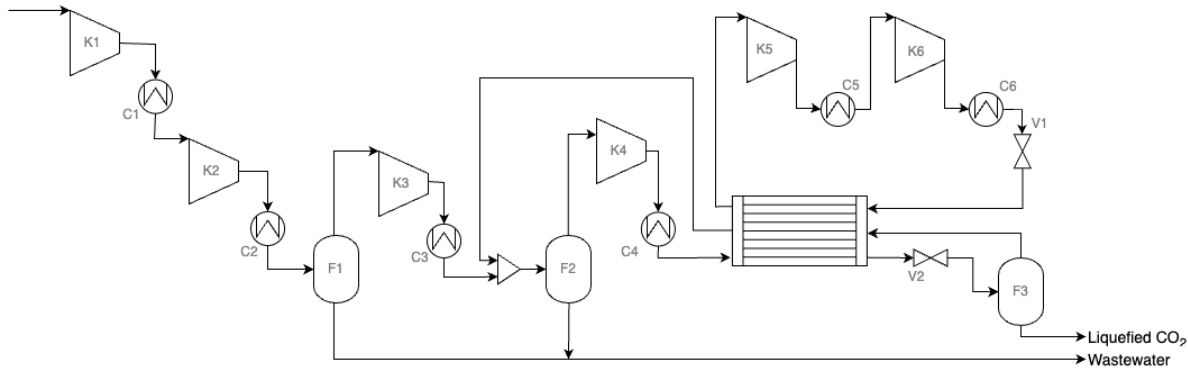 K1
C1
K2
C2
F1
K3
C3
F2
K4
C4
K5
C5
K6
C6
V1
V2
F3
Liquefied CO₂
Wastewater